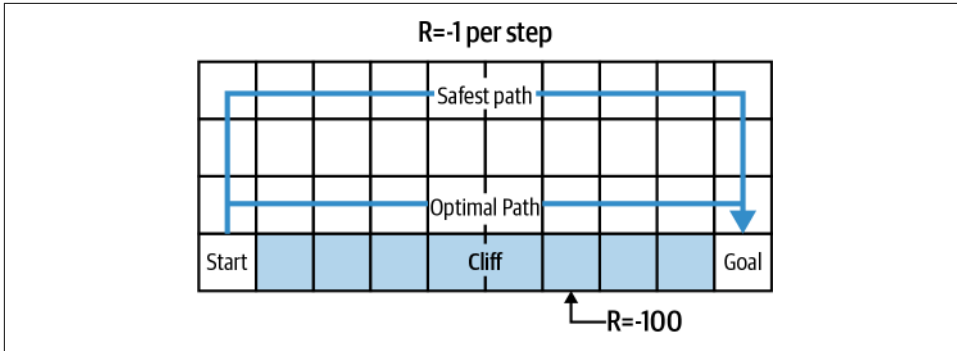 R=-1 per step
Safest path
Optimal Path
Start
Cliff
Goal
R=-100